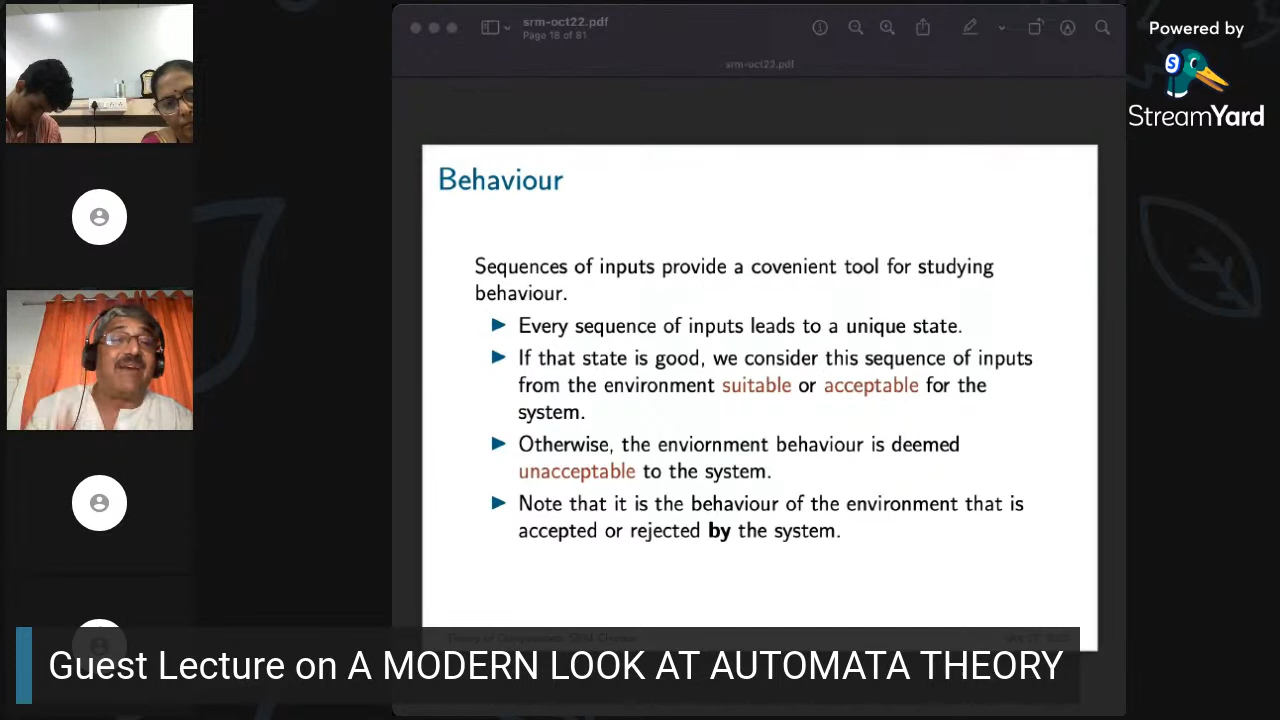 srm-oct22.pdf
Page 18 of 81
srm-oct22.pdf
Powered by
S
StreamYard
Behaviour
Sequences of inputs provide a covenient tool for studying
behaviour.
Every sequence of inputs leads to a unique state.
If that state is good, we consider this sequence of inputs
from the environment suitable or acceptable for the
system.
Otherwise, the enviornment behaviour is deemed
unacceptable to the system.
Note that it is the behaviour of the environment that is
accepted or rejected by the system.
Guest Lecture on A MODERN LOOK AT AUTOMATA THEORY